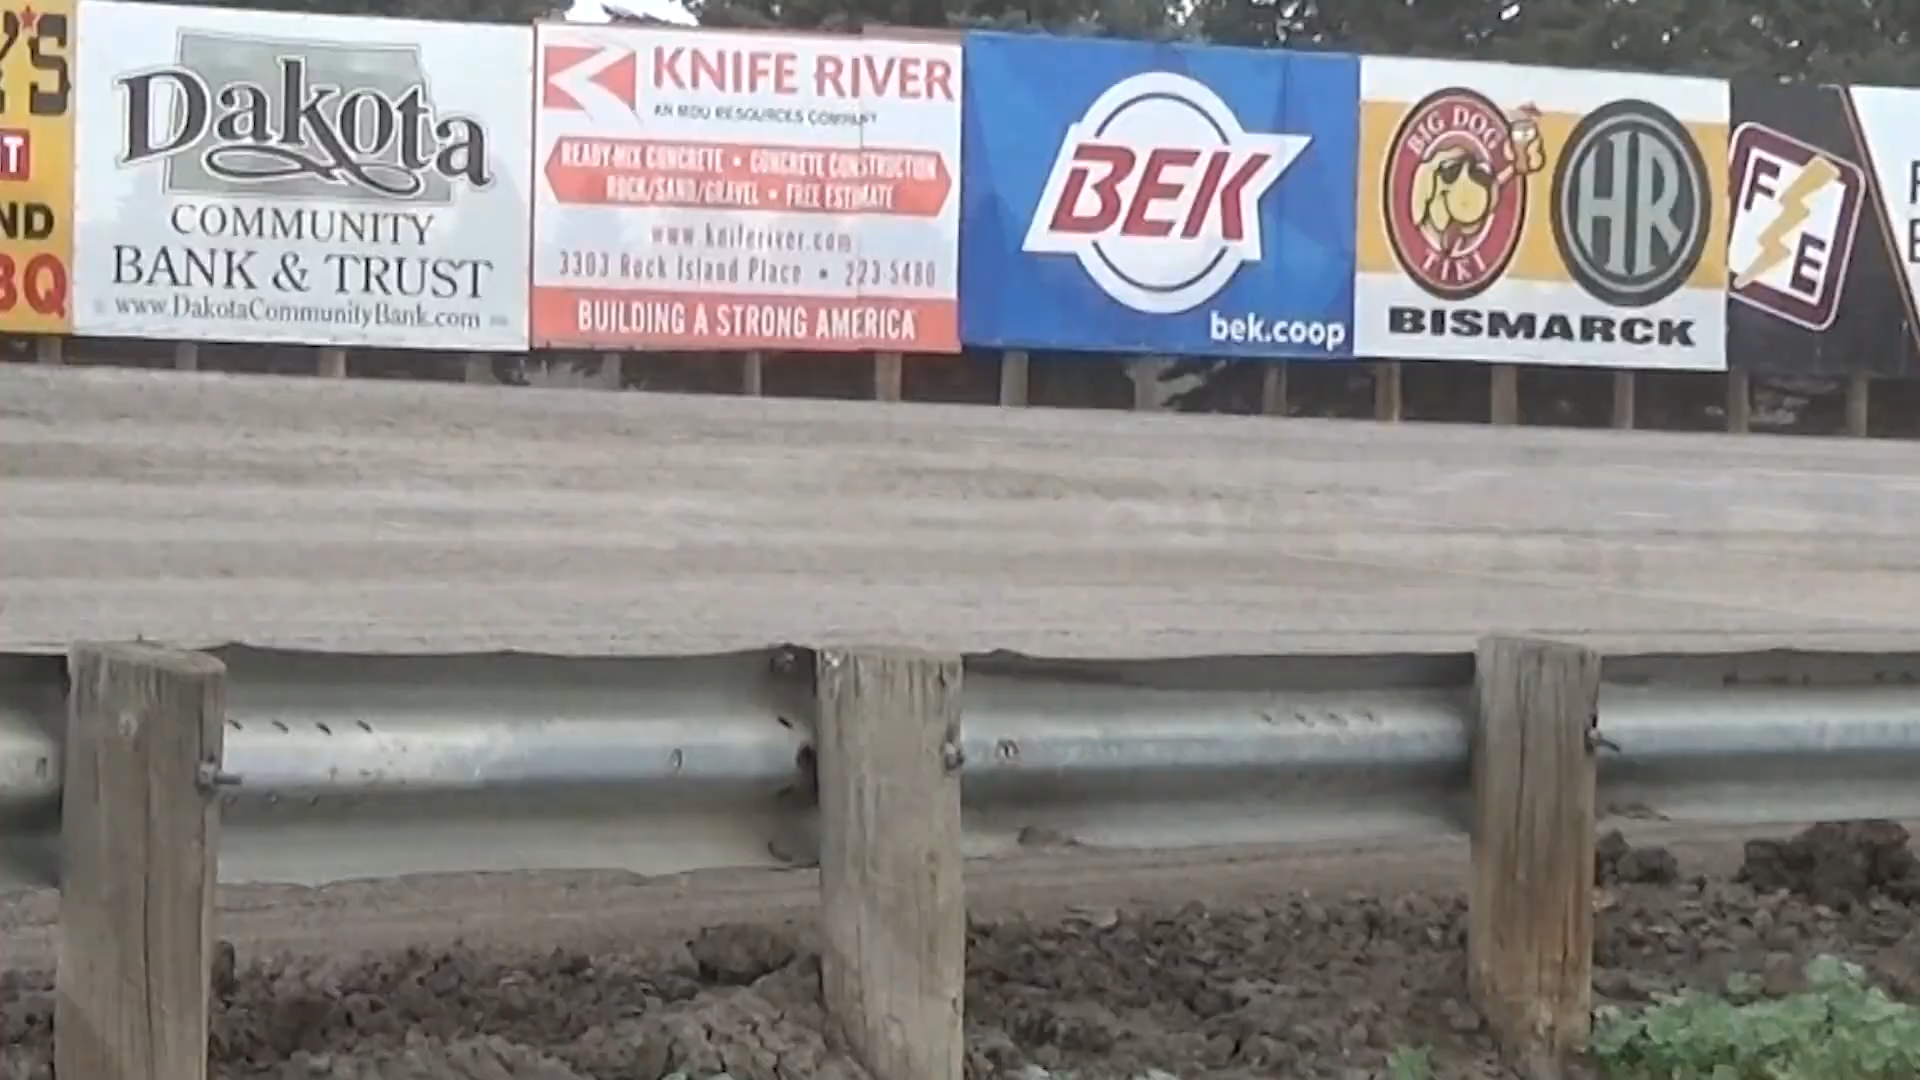 Y'S
ND
BQ
Dakota
COMMUNITY
BANK & TRUST
www.DakotaCommunityBank.com
KNIFE RIVER
AN MDU RESOURCES COMPANY
READY-MIX CONCRETE • CONCRETE CONSTRUCTION
ROCK/SAND/GRAVEL • FREE ESTIMATE
www.kniferiver.com
3303 Rock Island Place • 223-5480
BUILDING A STRONG AMERICA
BEK
bek.coop
BIG DOG
TIKI
HR
BISMARCK
F
E